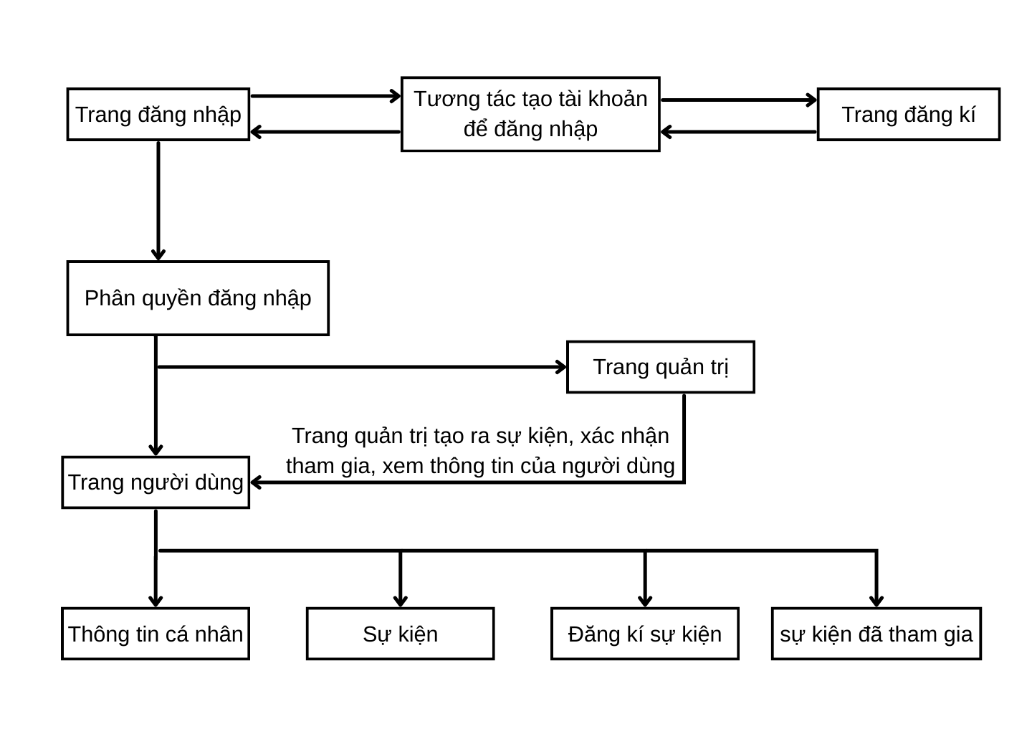 Trang đăng nhập
Tương tác tạo tài khoản
để đăng nhập
Trang đăng kí
Phân quyền đăng nhập
Trang quản trị
Trang quản trị tạo ra sự kiện, xác nhận
tham gia, xem thông tin của người dùng
Trang người dùng
Thông tin cá nhân
Sự kiện
Đăng kí sự kiện
sự kiện đã tham gia